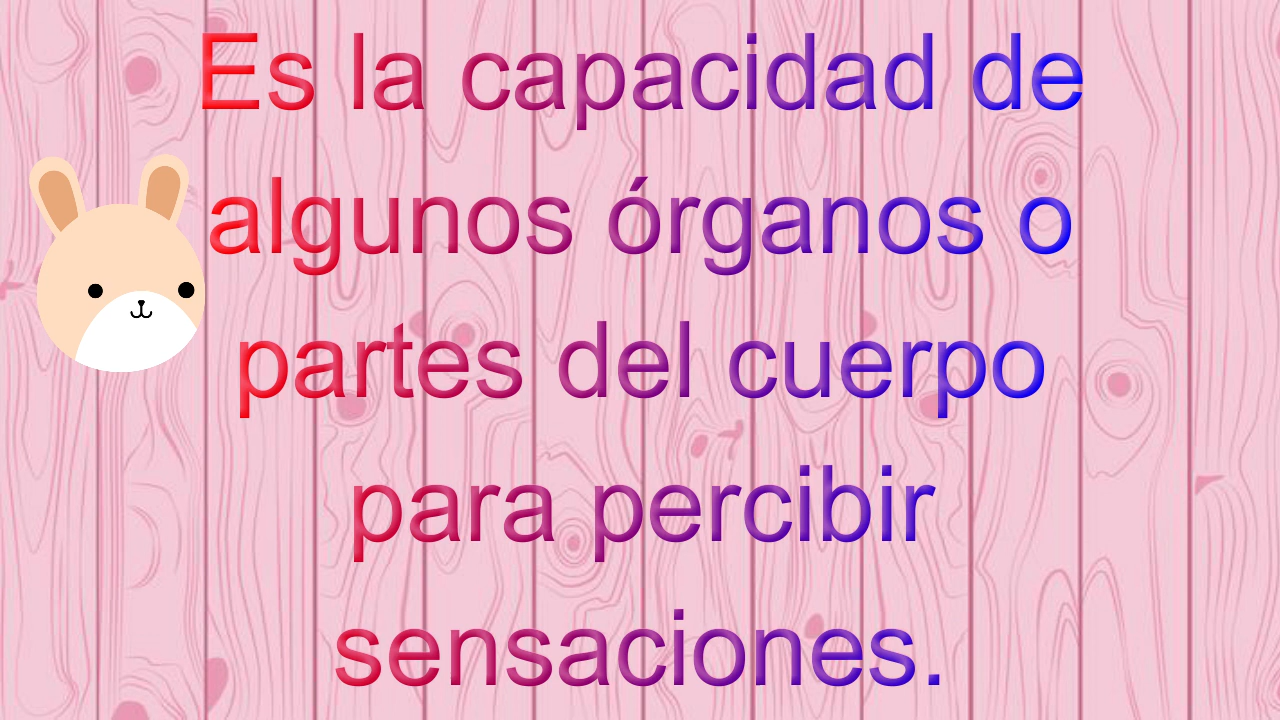 Es la capacidad de
algunos órganos o
partes del cuerpo
para percibir
sensaciones.